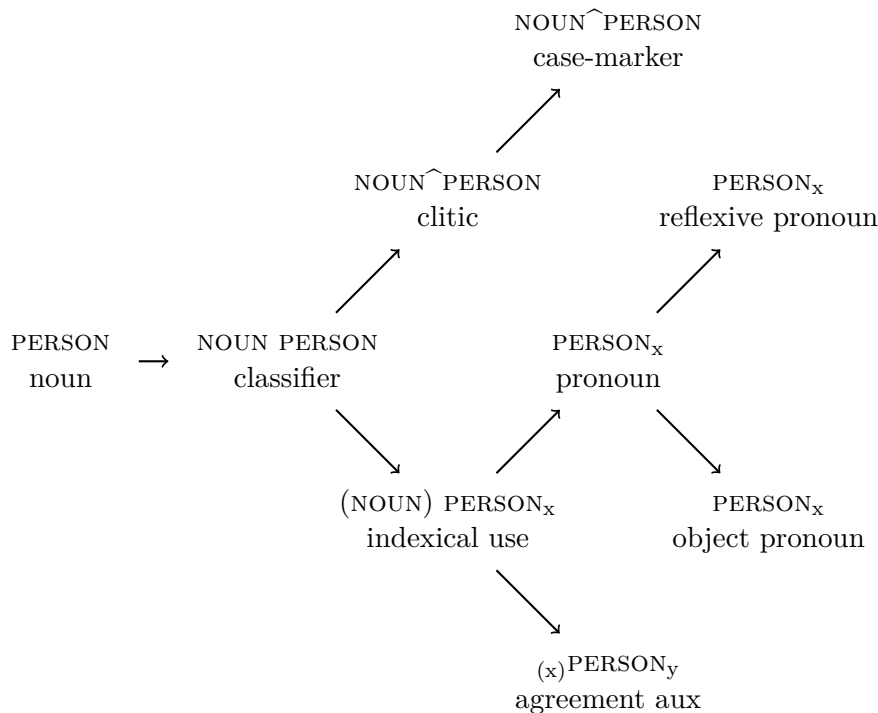 NOUN⁀PERSON
case-marker
NOUN⁀PERSON
clitic
PERSONₓ
reflexive pronoun
PERSON
noun
NOUN PERSON
classifier
PERSONₓ
pronoun
(NOUN) PERSONₓ
indexical use
PERSONₓ
object pronoun
(x)PERSONy
agreement aux